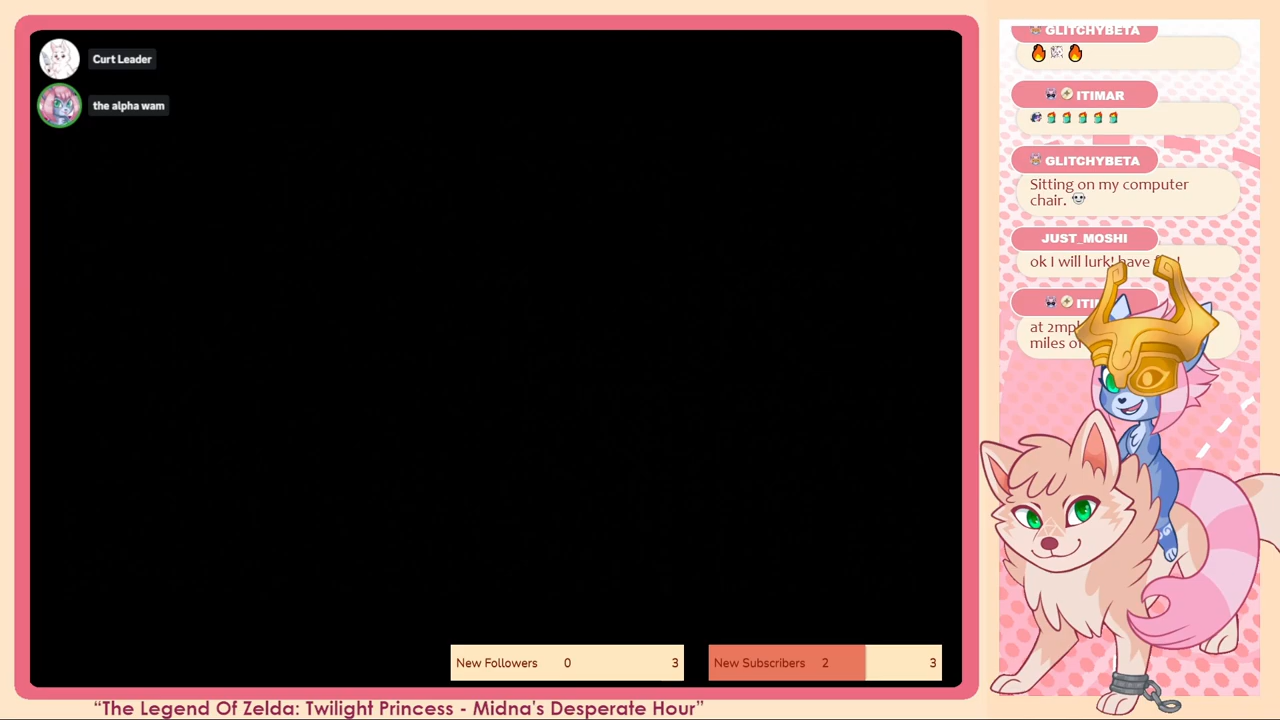 Curt Leader
the alpha wam
New Followers 0 3
New Subscribers 2 3
"The Legend Of Zelda: Twilight Princess - Midna's Desperate Hour"
GLITCHYBETA
ITIMAR
GLITCHYBETA
Sitting on my computer
chair.
JUST_MOSHI
ok I will lurk! have
at 2mp
miles of